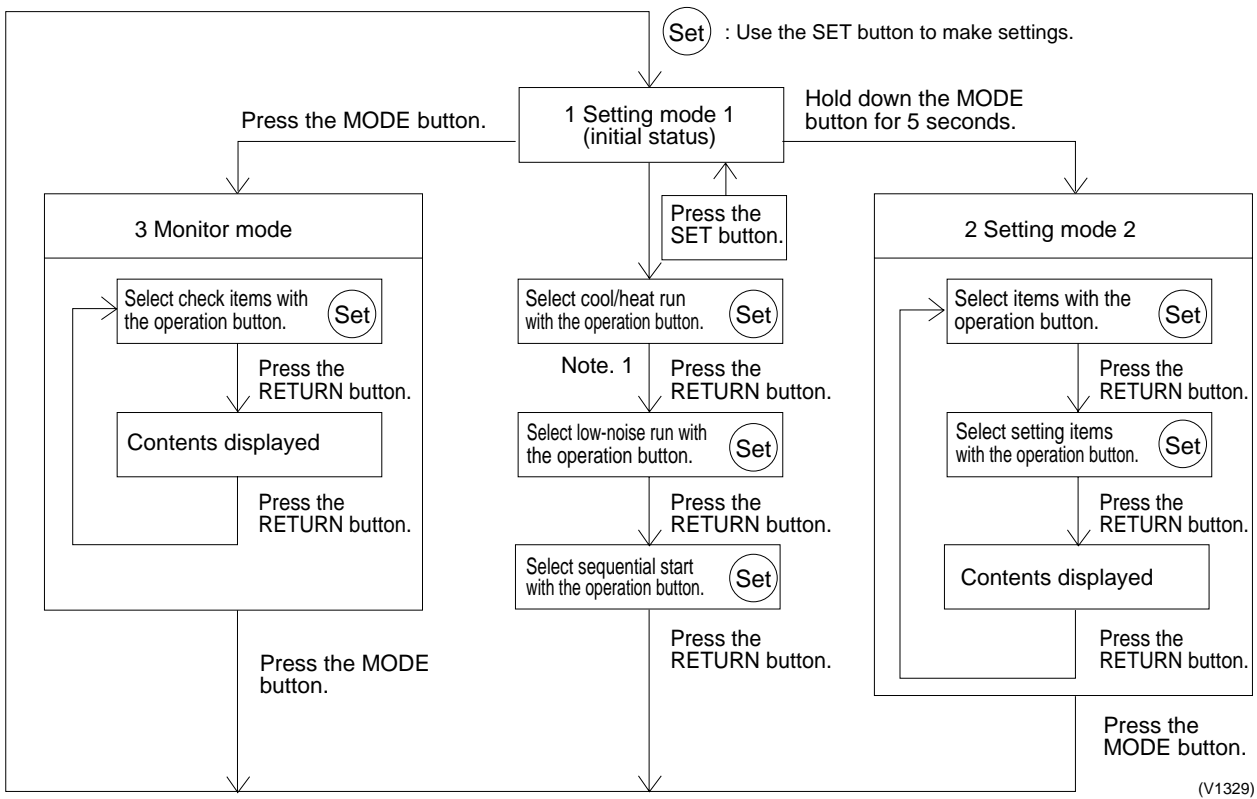 Set : Use the SET button to make settings.
1 Setting mode 1
(initial status)
Press the MODE button.
Hold down the MODE
button for 5 seconds.
Press the
SET button.
3 Monitor mode
Select check items with
the operation button.
Set
Press the
RETURN button.
Contents displayed
Press the
RETURN button.
Press the MODE
button.
Select cool/heat run
with the operation button.
Set
Note. 1
Press the
RETURN button.
Select low-noise run with
the operation button.
Set
Press the
RETURN button.
Select sequential start
with the operation button.
Set
Press the
RETURN button.
2 Setting mode 2
Select items with the
operation button.
Set
Press the
RETURN button.
Select setting items
with the operation button.
Set
Press the
RETURN button.
Contents displayed
Press the
RETURN button.
Press the
MODE button.
(V1329)